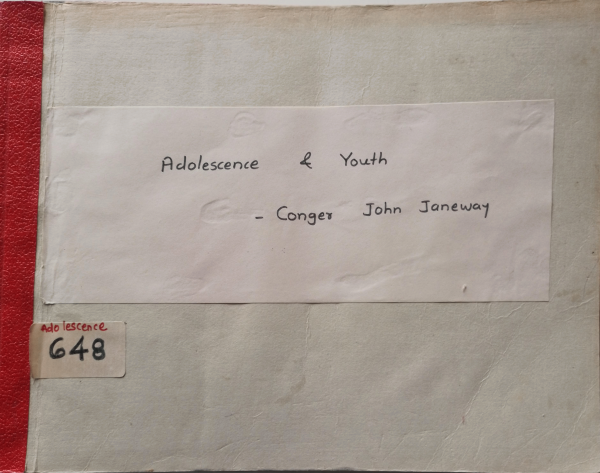 Adolescence & Youth
- Conger John Janeway
Adolescence
648